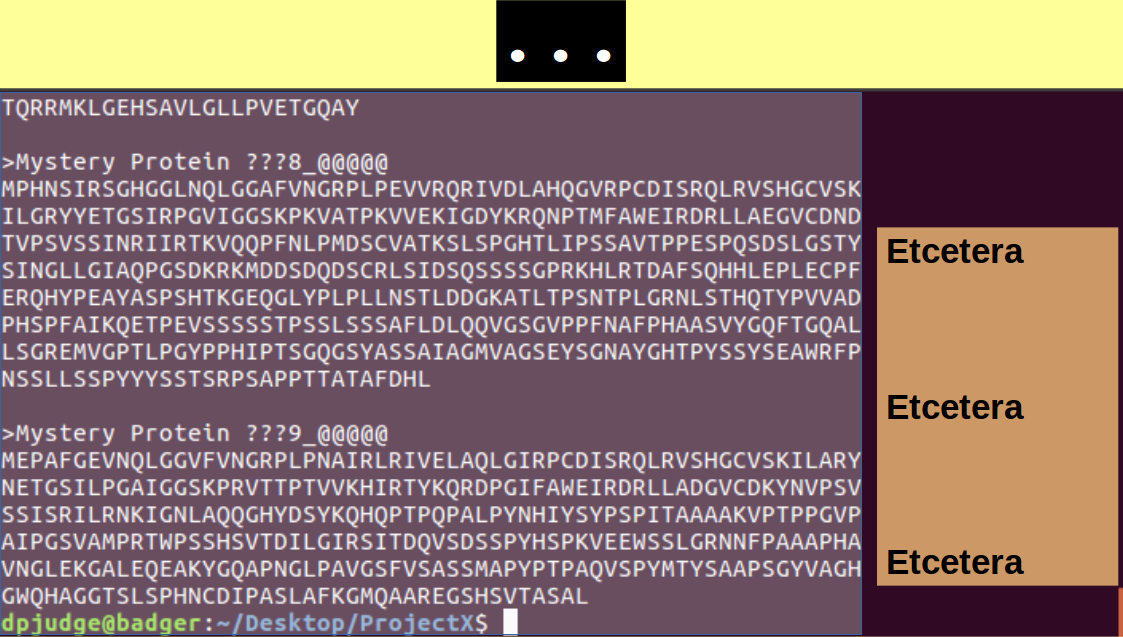 ...
TQRRMKLGEHSAVLGLLPVETGQAY
>Mystery Protein ???8_@@@@@
MPHNSIRSGHGGLNQLGGAFVNGRPLPEVVRQRIVDLAHQGVRPCDISRQLRVSHGCVSK
ILGRYYETGSIRPGVIGGSKPKVATPKVVEKIGDYKRQNPTMFAWEIRDRLLAEGVCDND
TVPSVSSINRIIRTKVQQPFNLPMDSCVATKSLSPGHTLIPSSAVTPPESPQSDSLGSTY
SINGLLGIAQPGSDKRKMDDSDQDSCRLSIDSQSSSSGPRKHLRTDAFSQHHLEPLECPF
ERQHYPEAYASPSHTKGEQGLYPLPLLNSTLDDGKATLTPSNTPLGRNLSTHQTYPVVAD
PHSPFAIKQETPEVSSSSSTPSSLSSSAFLDLQQVGSGVPPFNAFPHAASVYGQFTGQAL
LSGREMVGPTLPGYPPHIPTSGQGSYASSAIAGMVAGSEYSGNAYGHTPYSSYSEAWRFP
NSSLLSSPYYYSSTSRPSAPPTTATAFDHL
>Mystery Protein ???9_@@@@@
MEPAFGEVNQLGGVFVNGRPLPNAIRLRIVELAQLGIRPCDISRQLRVSHGCVSKILARY
NETGSILPGAIGGSKPRVTTPTVVKHIRTYKQRDPGIFAWEIRDRLLADGVCDKYNVPSV
SSISRILRNKIGNLAQQGHYDSYKQHQPTPQPALPYNHIYSYPSPITAAAAKVPTPPGVP
AIPGSVAMPRTWPSSHSVTDILGIRSITDQVSDSSPYHSPKVEEWSSLGRNNFPAAAPHA
VNGLEKGALEQEAKYGQAPNGLPAVGSFVSASSMAPYPTPAQVSPYMTYSAAPSGYVAGH
GWQHAGGTSLSPHNCDIPASLAFKGMQAAREGSHSVTASAL
dpjudge@badger:~/Desktop/ProjectX$
Etcetera
Etcetera
Etcetera